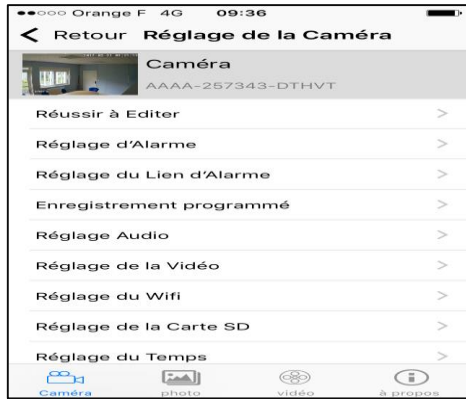 Orange F 4G 09:36
< Retour Réglage de la Caméra
Caméra
AAAA-257343-DTHVT
Réussir à Editer >
Réglage d'Alarme >
Réglage du Lien d'Alarme >
Enregistrement programmé >
Réglage Audio >
Réglage de la Vidéo >
Réglage du Wifi >
Réglage de la Carte SD >
Réglage du Temps >
Caméra photo vidéo à propos